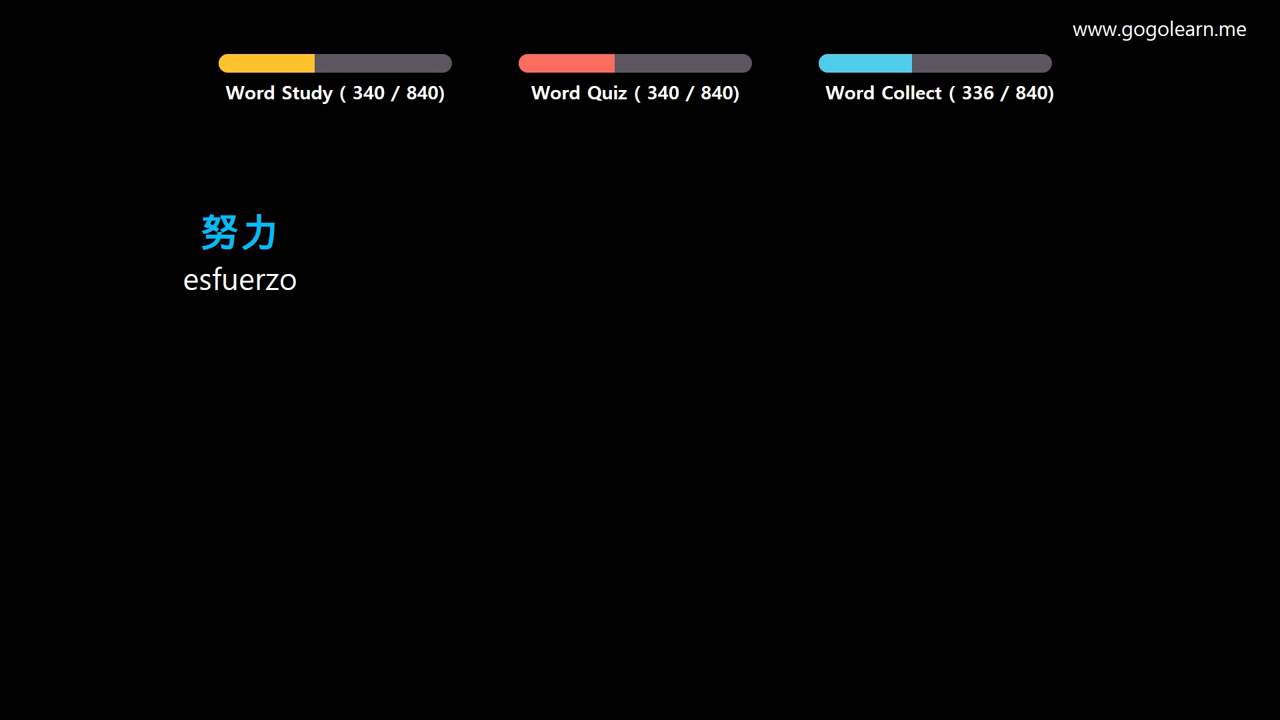 www.gogolearn.me
Word Study ( 340 / 840)
Word Quiz ( 340 / 840)
Word Collect ( 336 / 840)
努力
esfuerzo